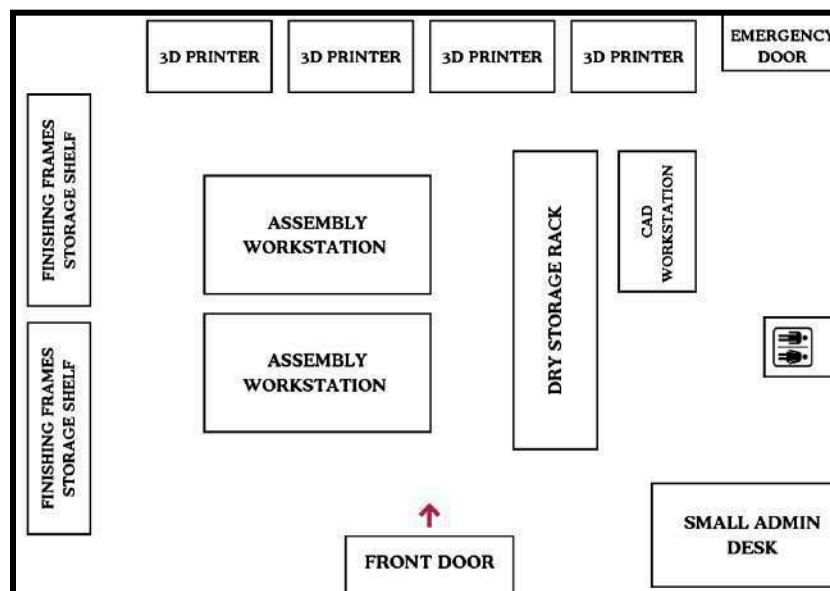 3D PRINTER
3D PRINTER
3D PRINTER
3D PRINTER
EMERGENCY
DOOR
FINISHING FRAMES
STORAGE SHELF
ASSEMBLY
WORKSTATION
DRY STORAGE RACK
CAD
WORKSTATION
FINISHING FRAMES
STORAGE SHELF
ASSEMBLY
WORKSTATION
FRONT DOOR
SMALL ADMIN
DESK